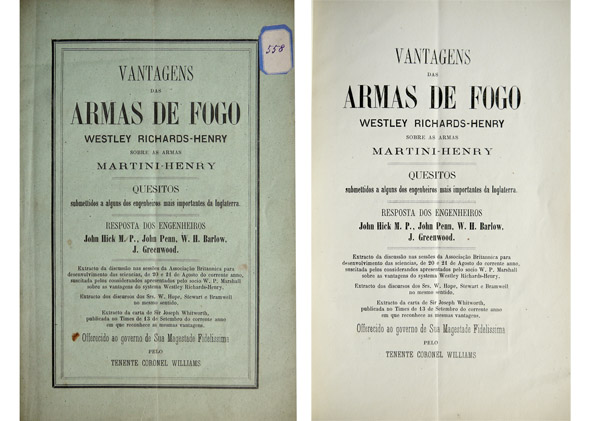 358
VANTAGENS
DAS
ARMAS DE FOGO
WESTLEY RICHARDS-HENRY
SOBRE AS ARMAS
MARTINI-HENRY
QUESITOS
submettidos a alguns dos engenheiros mais importantes da Inglaterra.
RESPOSTA DOS ENGENHEIROS
John Hick M. P., John Penn, W. H. Barlow,
J. Greenwood.
Extracto da discussão nas sessões da Associação Britannica para
desenvolvimento das sciencias, de 20 e 21 de Agosto do corrente anno,
suscitada pelos considerandos apresentados pelo socio W. P. Marshall
sobre as vantagens do systema Westley Richards-Henry.
Extracto dos discursos dos Srs. W. Hope, Stewart e Bramwell
no mesmo sentido.
Extracto da carta de Sir Joseph Whitworth,
publicada no Times de 13 de Setembro do corrente anno
em que reconhece as mesmas vantagens.
Offerecido ao governo de Sua Magestade Fidelissima
PELO
TENENTE CORONEL WILLIAMS
VANTAGENS
DAS
ARMAS DE FOGO
WESTLEY RICHARDS-HENRY
SOBRE AS ARMAS
MARTINI-HENRY
QUESITOS
submettidos a alguns dos engenheiros mais importantes da Inglaterra.
RESPOSTA DOS ENGENHEIROS
John Hick M. P., John Penn, W. H. Barlow,
J. Greenwood.
Extracto da discussão nas sessões da Associação Britannica para
desenvolvimento das sciencias, de 20 e 21 de Agosto do corrente anno,
suscitada pelos considerandos apresentados pelo socio W. P. Marshall
sobre as vantagens do systema Westley Richards-Henry.
Extracto dos discursos dos Srs. W. Hope, Stewart e Bramwell
no mesmo sentido.
Extracto da carta de Sir Joseph Whitworth,
publicada no Times de 13 de Setembro do corrente anno
em que reconhece as mesmas vantagens.
Offerecido ao governo de Sua Magestade Fidelissima
PELO
TENENTE CORONEL WILLIAMS